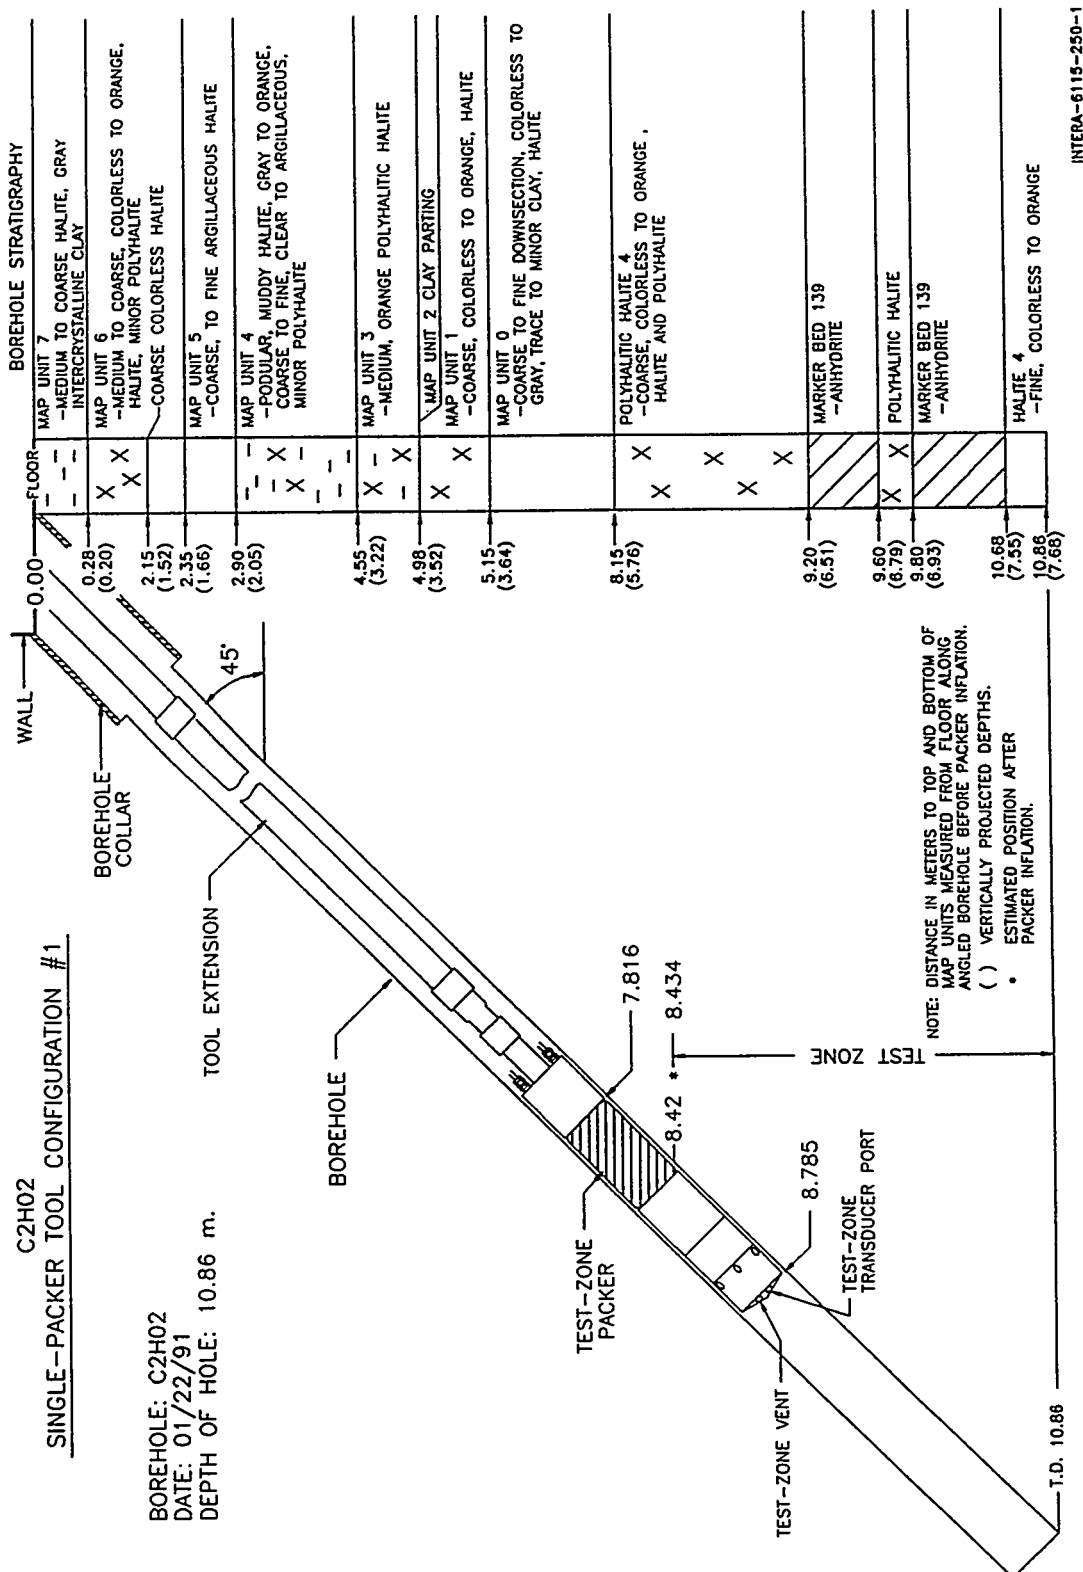 C2H02
SINGLE-PACKER TOOL CONFIGURATION #1
BOREHOLE: C2H02
DATE: 01/22/91
DEPTH OF HOLE: 10.86 m.
WALL
0.00
FLOOR
BOREHOLE
COLLAR
45°
TOOL EXTENSION
BOREHOLE
TEST-ZONE
PACKER
7.816
8.42 * 8.434
TEST ZONE
8.785
TEST-ZONE
TRANSDUCER PORT
TEST-ZONE VENT
T.D. 10.86
BOREHOLE STRATIGRAPHY
MAP UNIT 7
-MEDIUM TO COARSE HALITE, GRAY
INTERCRYSTALLINE CLAY
0.28
(0.20)
MAP UNIT 6
-MEDIUM TO COARSE, COLORLESS TO ORANGE,
HALITE, MINOR POLYHALITE
2.15
(1.52)
COARSE COLORLESS HALITE
2.35
(1.66)
MAP UNIT 5
-COARSE, TO FINE ARGILLACEOUS HALITE
2.90
(2.05)
MAP UNIT 4
-PODULAR, MUDDY HALITE, GRAY TO ORANGE,
COARSE TO FINE, CLEAR TO ARGILLACEOUS,
MINOR POLYHALITE
4.55
(3.22)
MAP UNIT 3
-MEDIUM, ORANGE POLYHALITIC HALITE
4.98
(3.52)
MAP UNIT 2 CLAY PARTING
MAP UNIT 1
-COARSE, COLORLESS TO ORANGE, HALITE
5.15
(3.64)
MAP UNIT 0
-COARSE TO FINE DOWNSECTION, COLORLESS TO
GRAY, TRACE TO MINOR CLAY, HALITE
8.15
(5.76)
POLYHALITIC HALITE 4
-COARSE, COLORLESS TO ORANGE ,
HALITE AND POLYHALITE
9.20
(6.51)
MARKER BED 139
-ANHYDRITE
9.60
(6.79)
POLYHALITIC HALITE
9.80
(6.93)
MARKER BED 139
-ANHYDRITE
10.68
(7.55)
HALITE 4
-FINE, COLORLESS TO ORANGE
10.86
(7.68)
NOTE: DISTANCE IN METERS TO TOP AND BOTTOM OF
MAP UNITS MEASURED FROM FLOOR ALONG
ANGLED BOREHOLE BEFORE PACKER INFLATION.
( ) VERTICALLY PROJECTED DEPTHS.
* ESTIMATED POSITION AFTER
PACKER INFLATION.
INTERA-6115-250-1